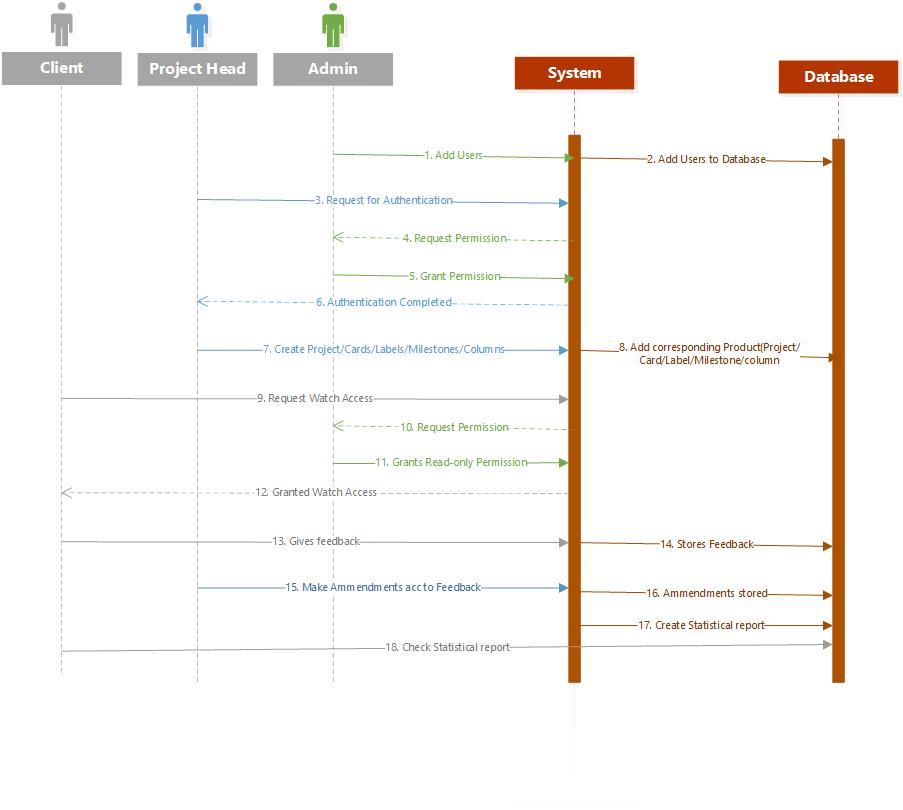 Client
Project Head
Admin
System
Database
1. Add Users
2. Add Users to Database
3. Request for Authentication
4. Request Permission
5. Grant Permission
6. Authentication Completed
7. Create Project/Cards/Labels/Milestones/Columns
8. Add corresponding Product(Project/
Card/Label/Milestone/column
9. Request Watch Access
10. Request Permission
11. Grants Read-only Permission
12. Granted Watch Access
13. Gives feedback
14. Stores Feedback
15. Make Ammendments acc to Feedback
16. Ammendments stored
17. Create Statistical report
18. Check Statistical report